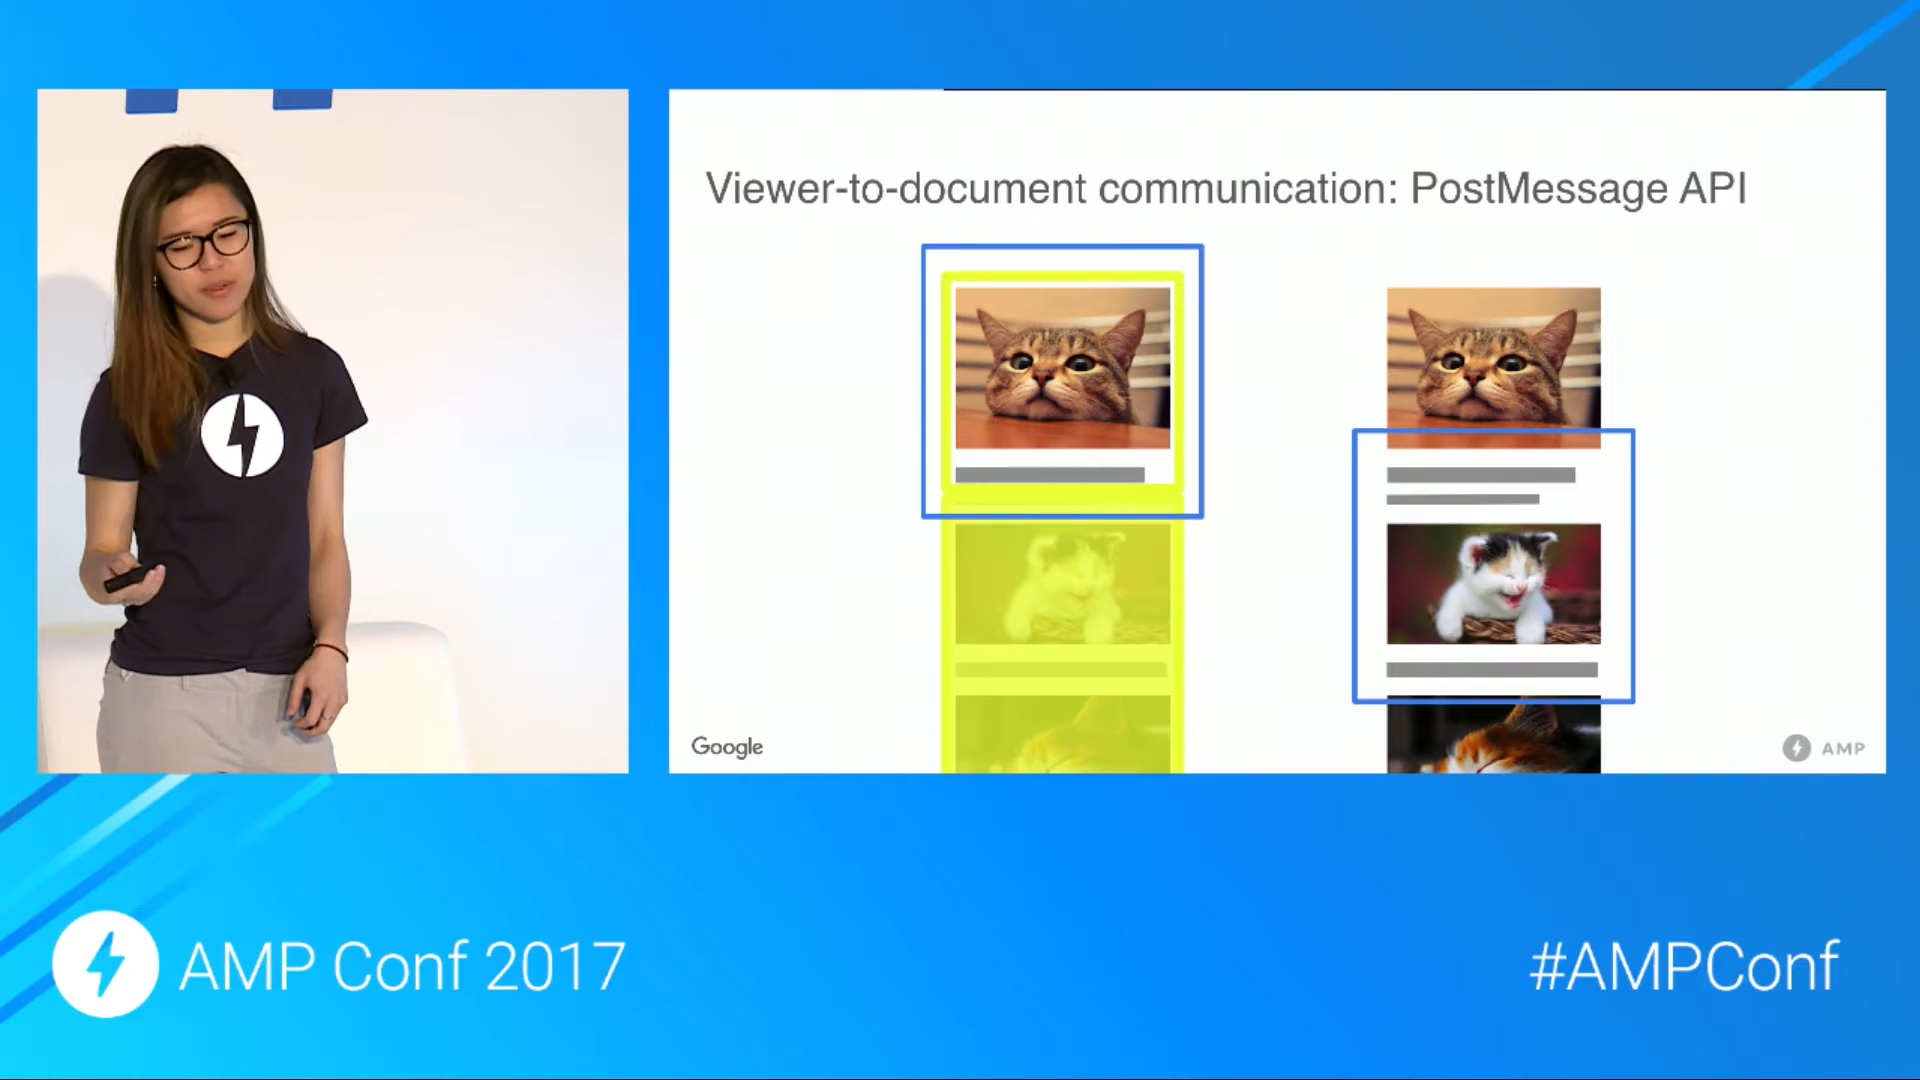 Viewer-to-document communication: PostMessage API
Google
AMP
AMP Conf 2017
#AMPConf